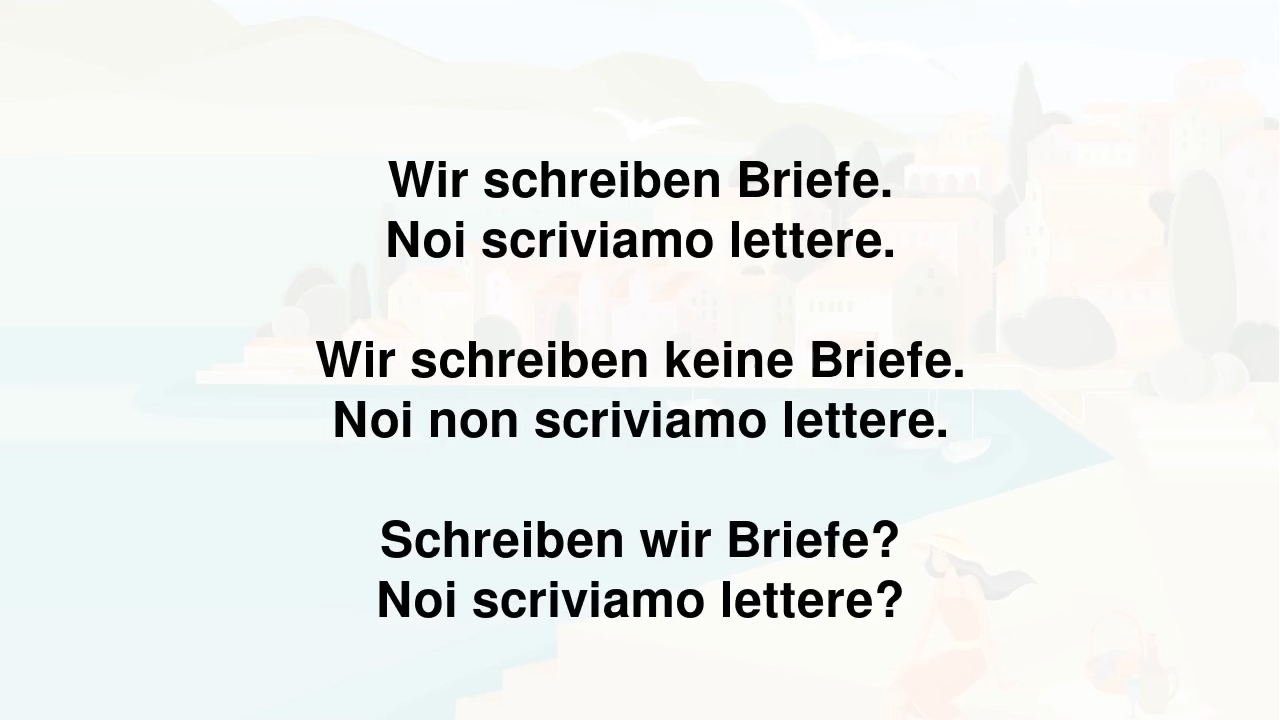 Wir schreiben Briefe.
Noi scriviamo lettere.
Wir schreiben keine Briefe.
Noi non scriviamo lettere.
Schreiben wir Briefe?
Noi scriviamo lettere?